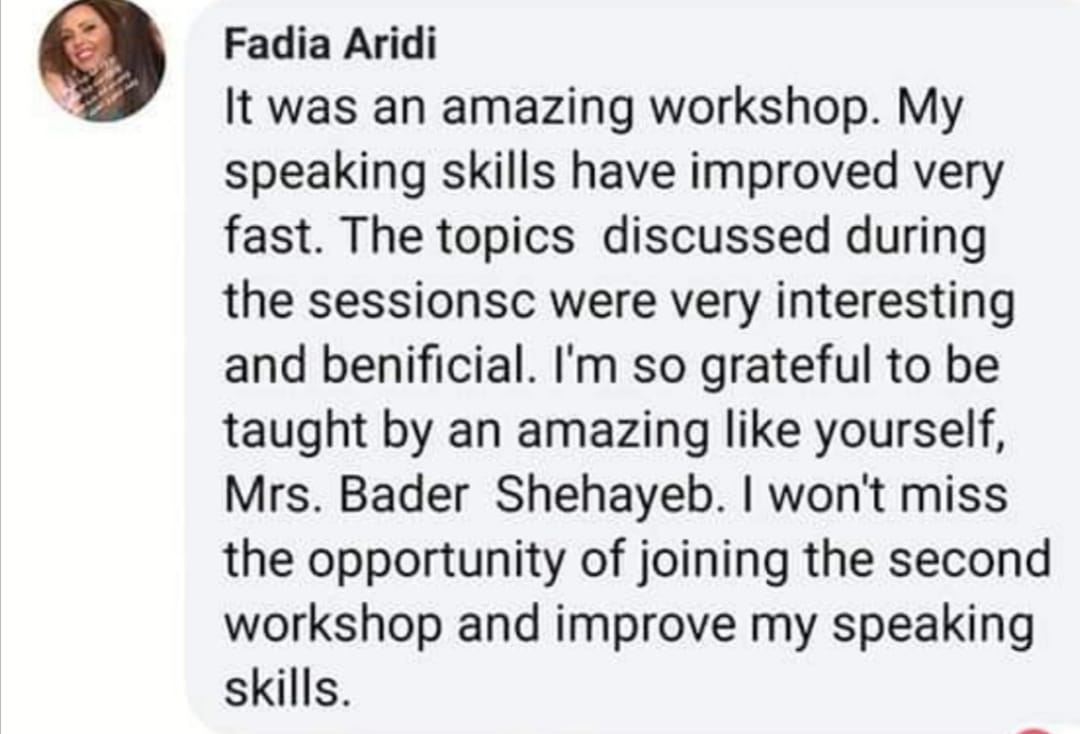 Fadia Aridi
It was an amazing workshop. My
speaking skills have improved very
fast. The topics  discussed during
the sessionsc were very interesting
and benificial. I'm so grateful to be
taught by an amazing like yourself,
Mrs. Bader  Shehayeb. I won't miss
the opportunity of joining the second
workshop and improve my speaking
skills.